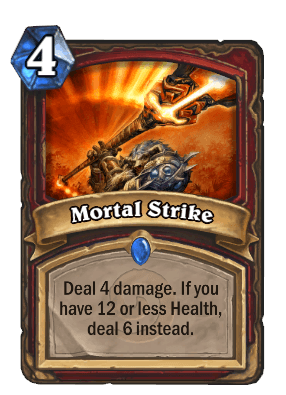 4
Mortal Strike
Deal 4 damage. If you
have 12 or less Health,
deal 6 instead.